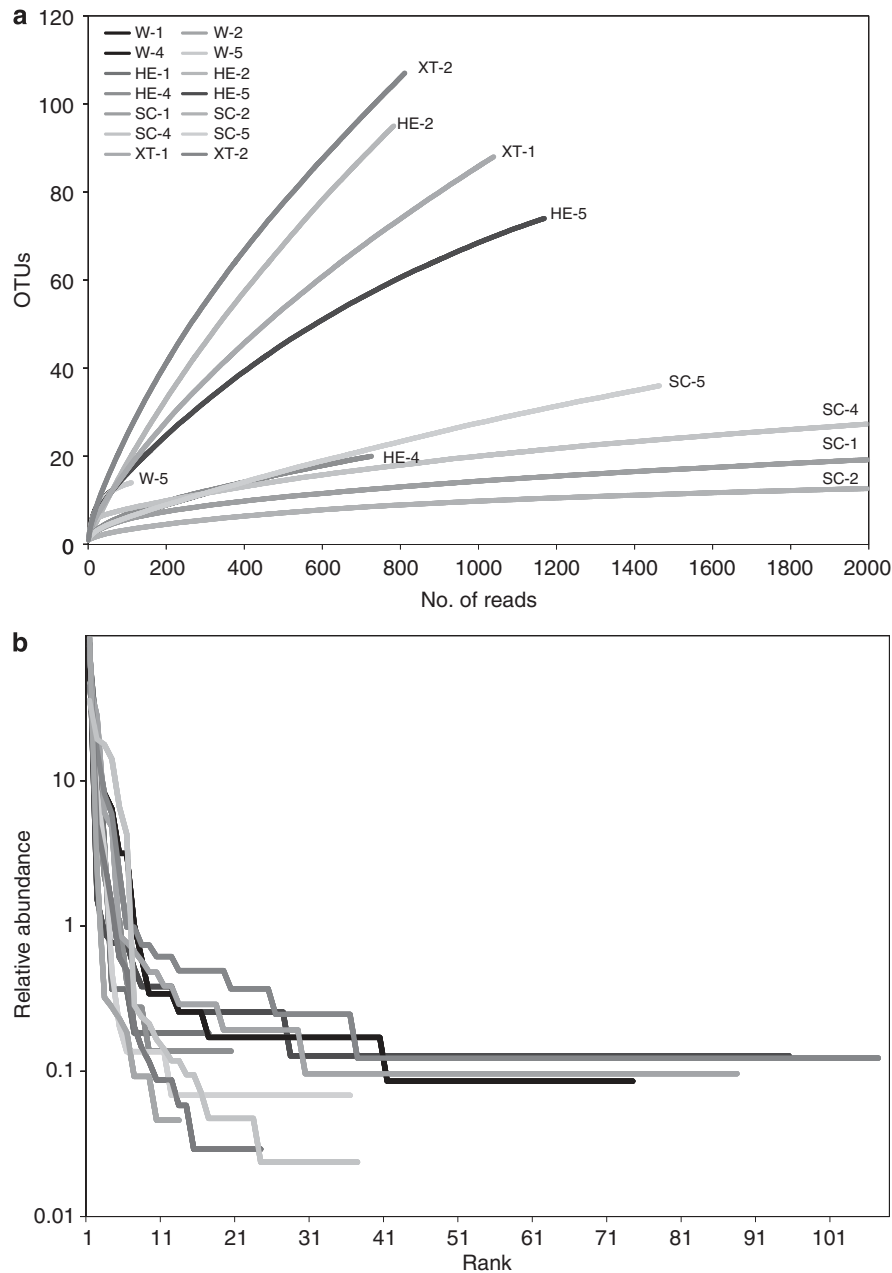 a
120
100
80
60
40
20
0
OTUs
W-1 W-2
W-4 W-5
HE-1 HE-2
HE-4 HE-5
SC-1 SC-2
SC-4 SC-5
XT-1 XT-2
XT-2
HE-2
XT-1
HE-5
SC-5
SC-4
SC-1
SC-2
HE-4
W-5
0 200 400 600 800 1000 1200 1400 1600 1800 2000
No. of reads
b
10
1
0.1
0.01
Relative abundance
1 11 21 31 41 51 61 71 81 91 101
Rank